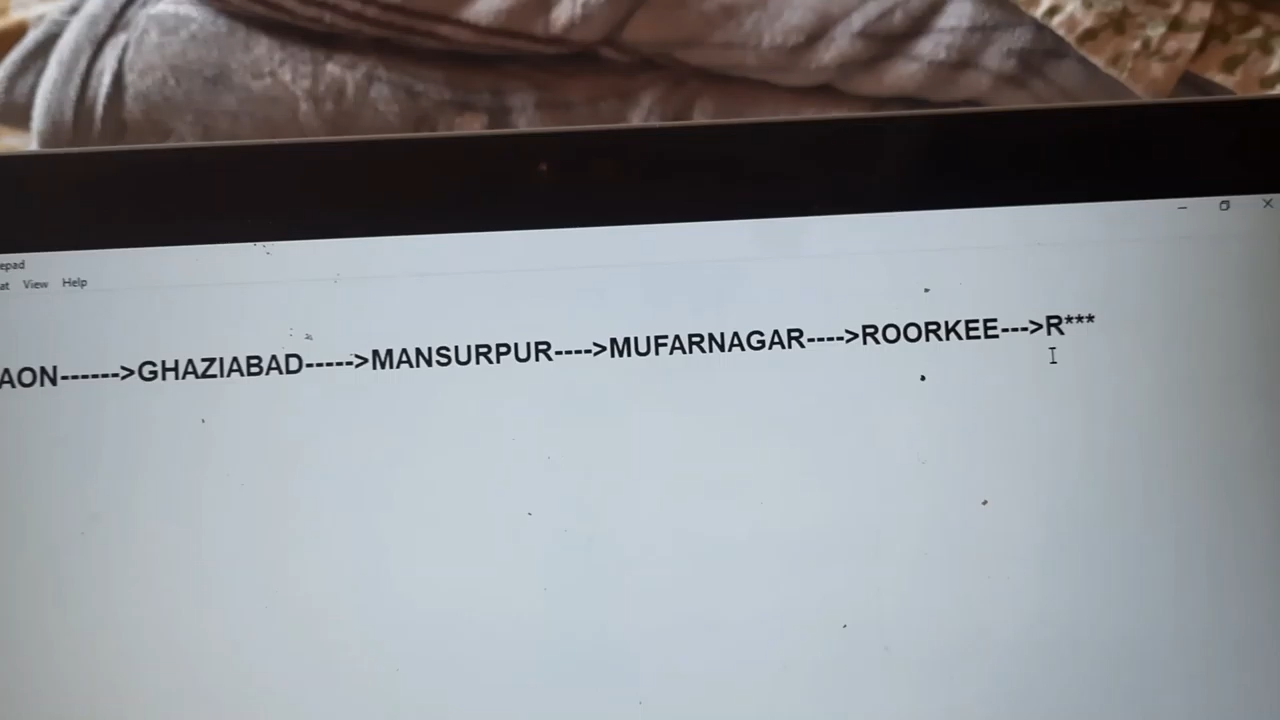 epad
at View Help
AON------>GHAZIABAD----->MANSURPUR---->MUFARNAGAR---->ROORKEE--->R***